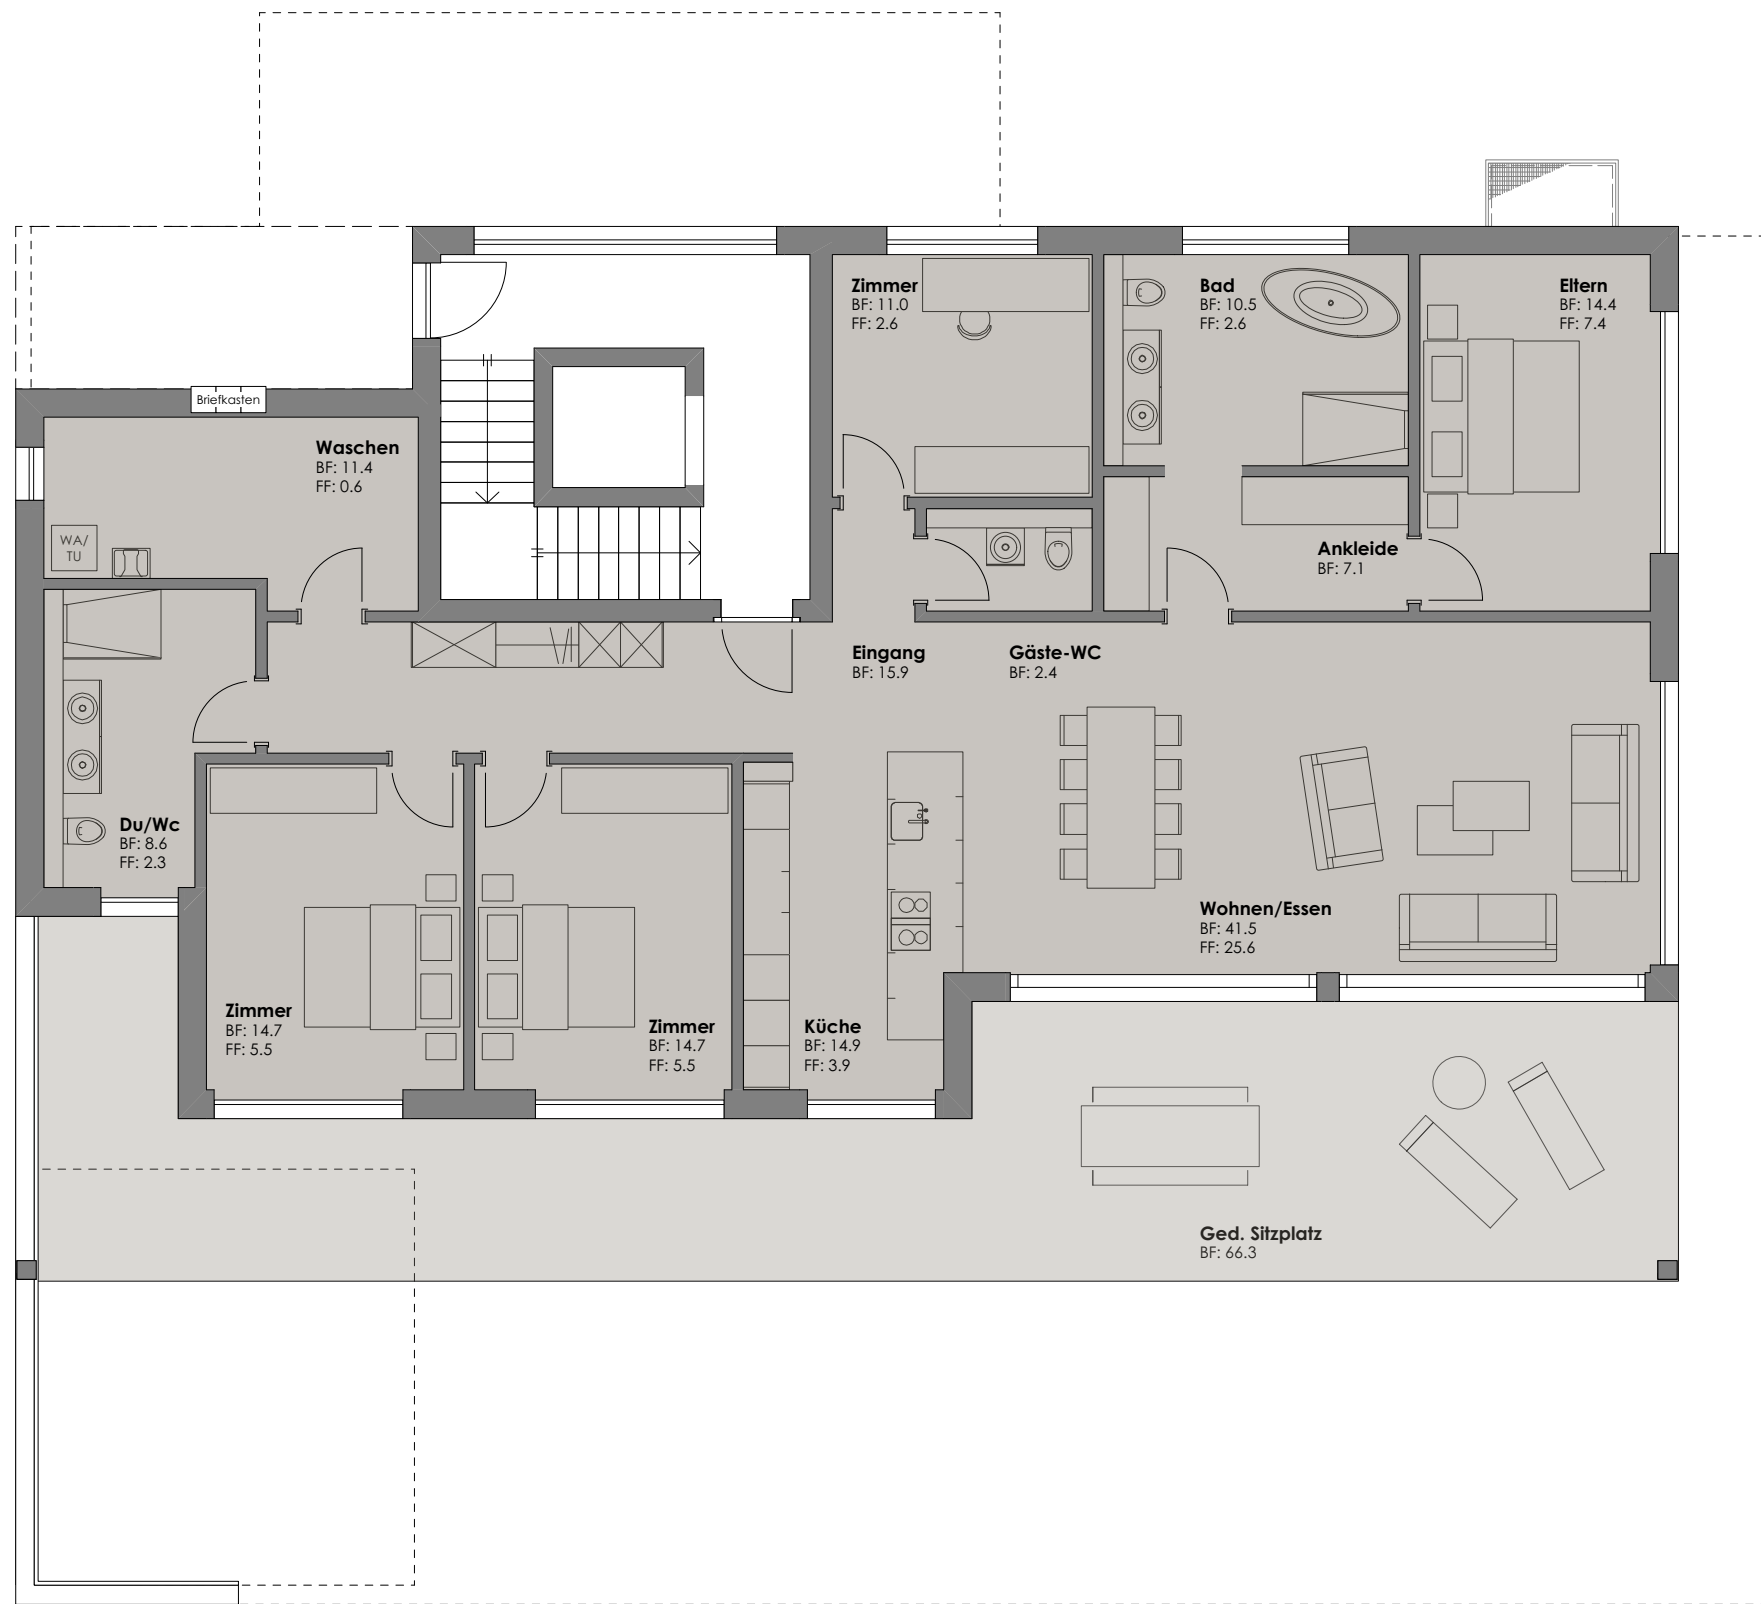 Zimmer
BF: 11.0
FF: 2.6
Bad
BF: 10.5
FF: 2.6
Eltern
BF: 14.4
FF: 7.4
Briefkasten
Waschen
BF: 11.4
FF: 0.6
WA/
TU
Ankleide
BF: 7.1
Eingang
BF: 15.9
Gäste-WC
BF: 2.4
Du/Wc
BF: 8.6
FF: 2.3
Wohnen/Essen
BF: 41.5
FF: 25.6
Zimmer
BF: 14.7
FF: 5.5
Zimmer
BF: 14.7
FF: 5.5
Küche
BF: 14.9
FF: 3.9
Ged. Sitzplatz
BF: 66.3